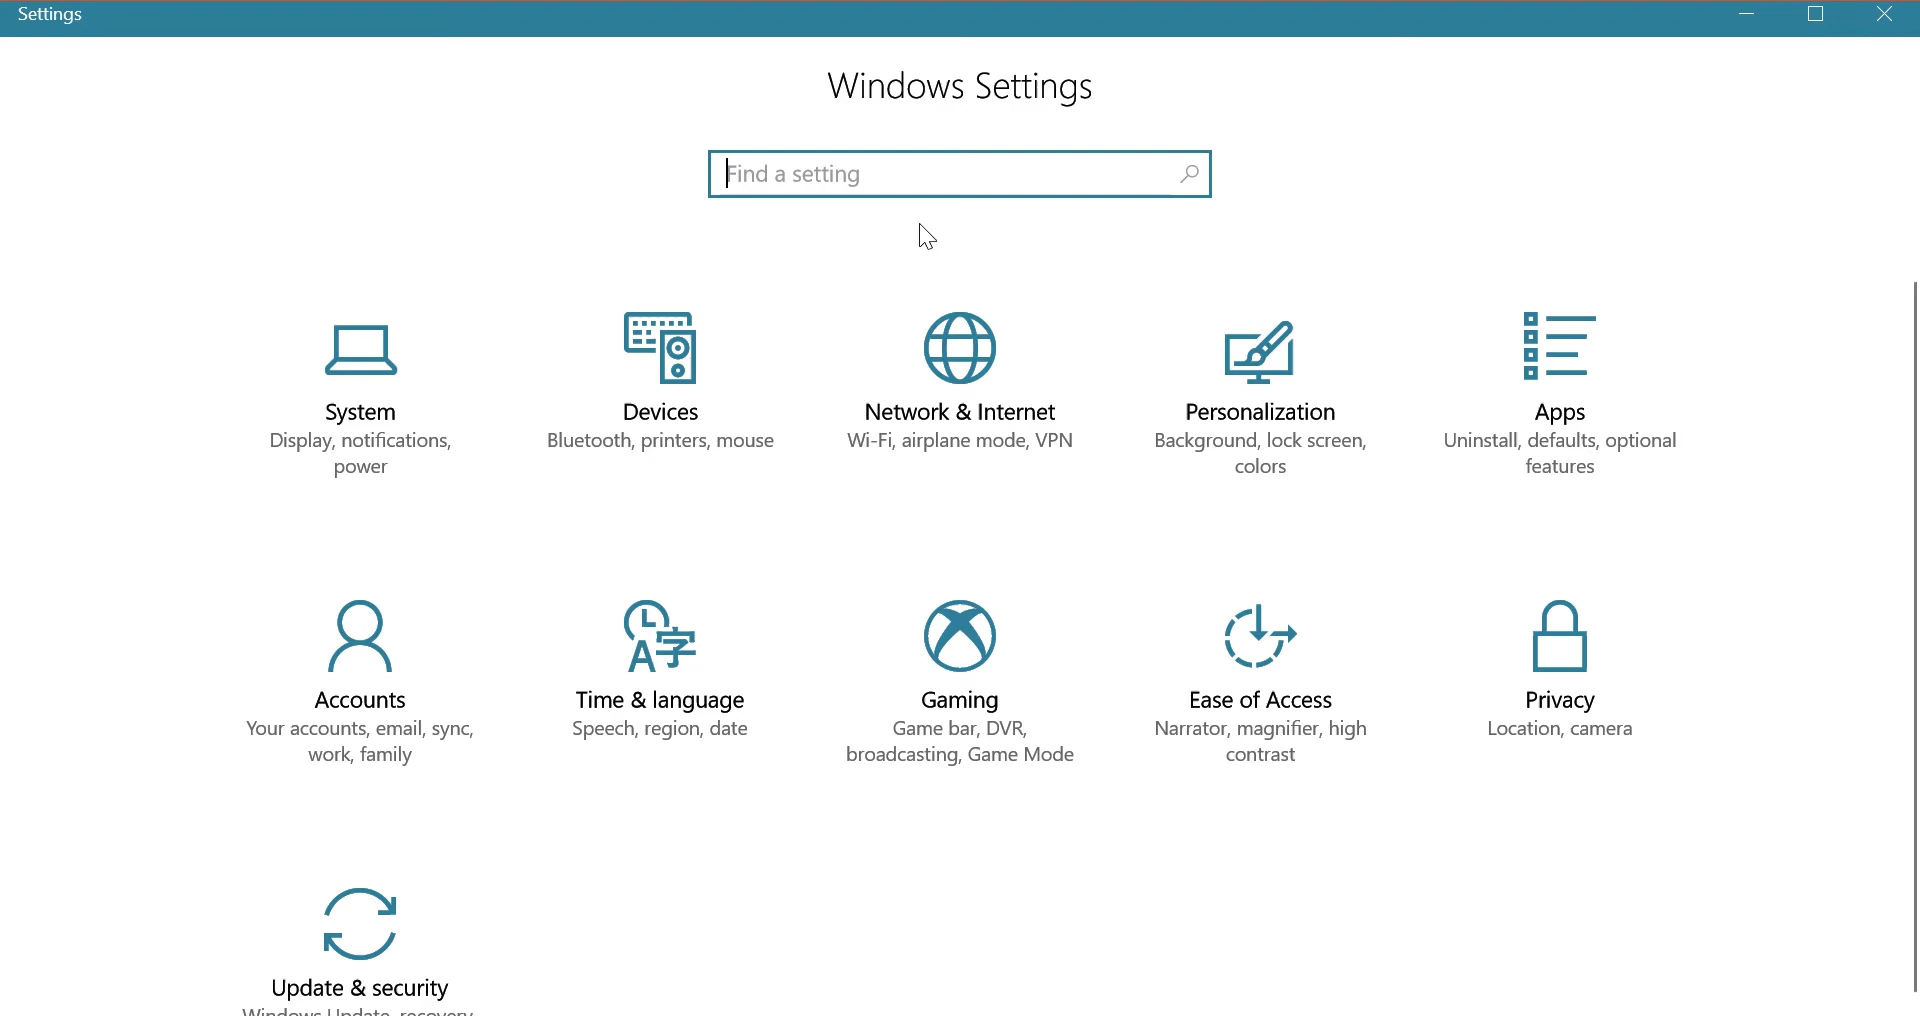 Settings
Windows Settings
Find a setting
System
Display, notifications,
power
Devices
Bluetooth, printers, mouse
Network & Internet
Wi-Fi, airplane mode, VPN
Personalization
Background, lock screen,
colors
Apps
Uninstall, defaults, optional
features
Accounts
Your accounts, email, sync,
work, family
Time & language
Speech, region, date
Gaming
Game bar, DVR,
broadcasting, Game Mode
Ease of Access
Narrator, magnifier, high
contrast
Privacy
Location, camera
Update & security
Windows Update, recovery